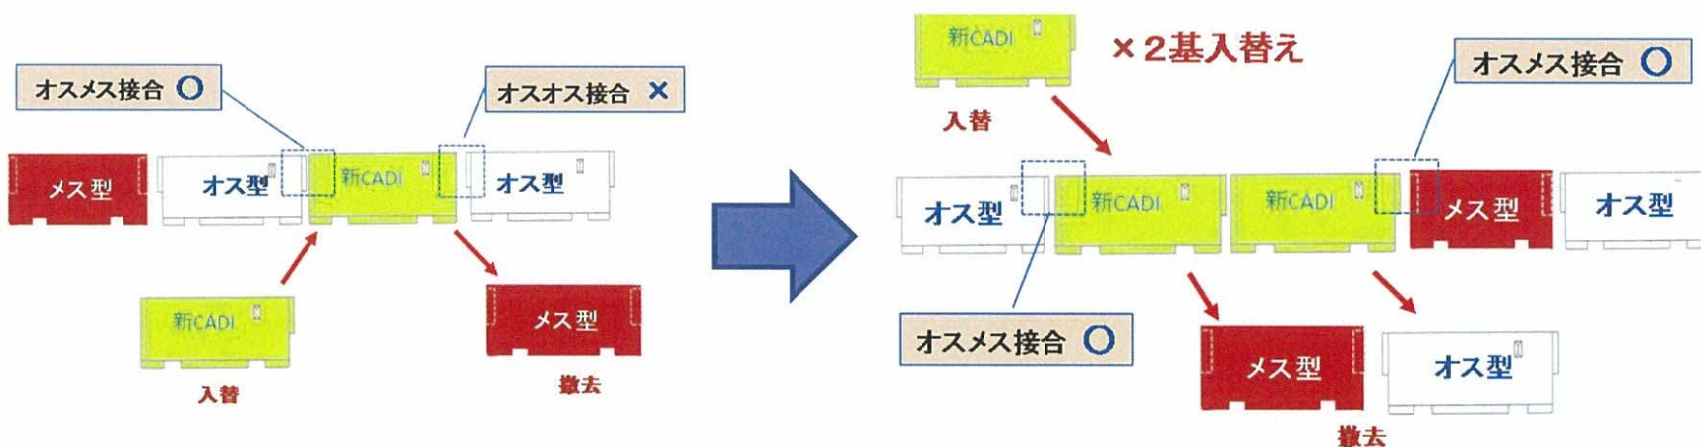 オスメス接合 〇
オスオス接合 ×
メス型
オス型
新CADI
オス型
新CADI
入替
メス型
撤去
新CADI
×2基入替え
入替
オスメス接合 〇
オス型
新CADI
新CADI
メス型
オス型
オスメス接合 〇
メス型
オス型
撤去